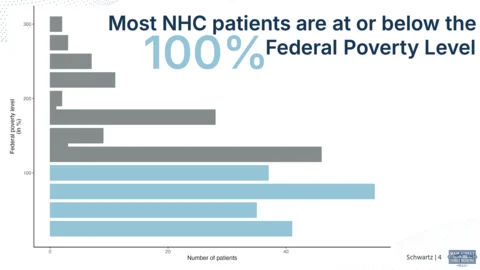 Most NHC patients are at or below the
100% Federal Poverty Level
300
200
100
Federal poverty level
(in %)
0
20
40
Number of patients
Schwartz | 4